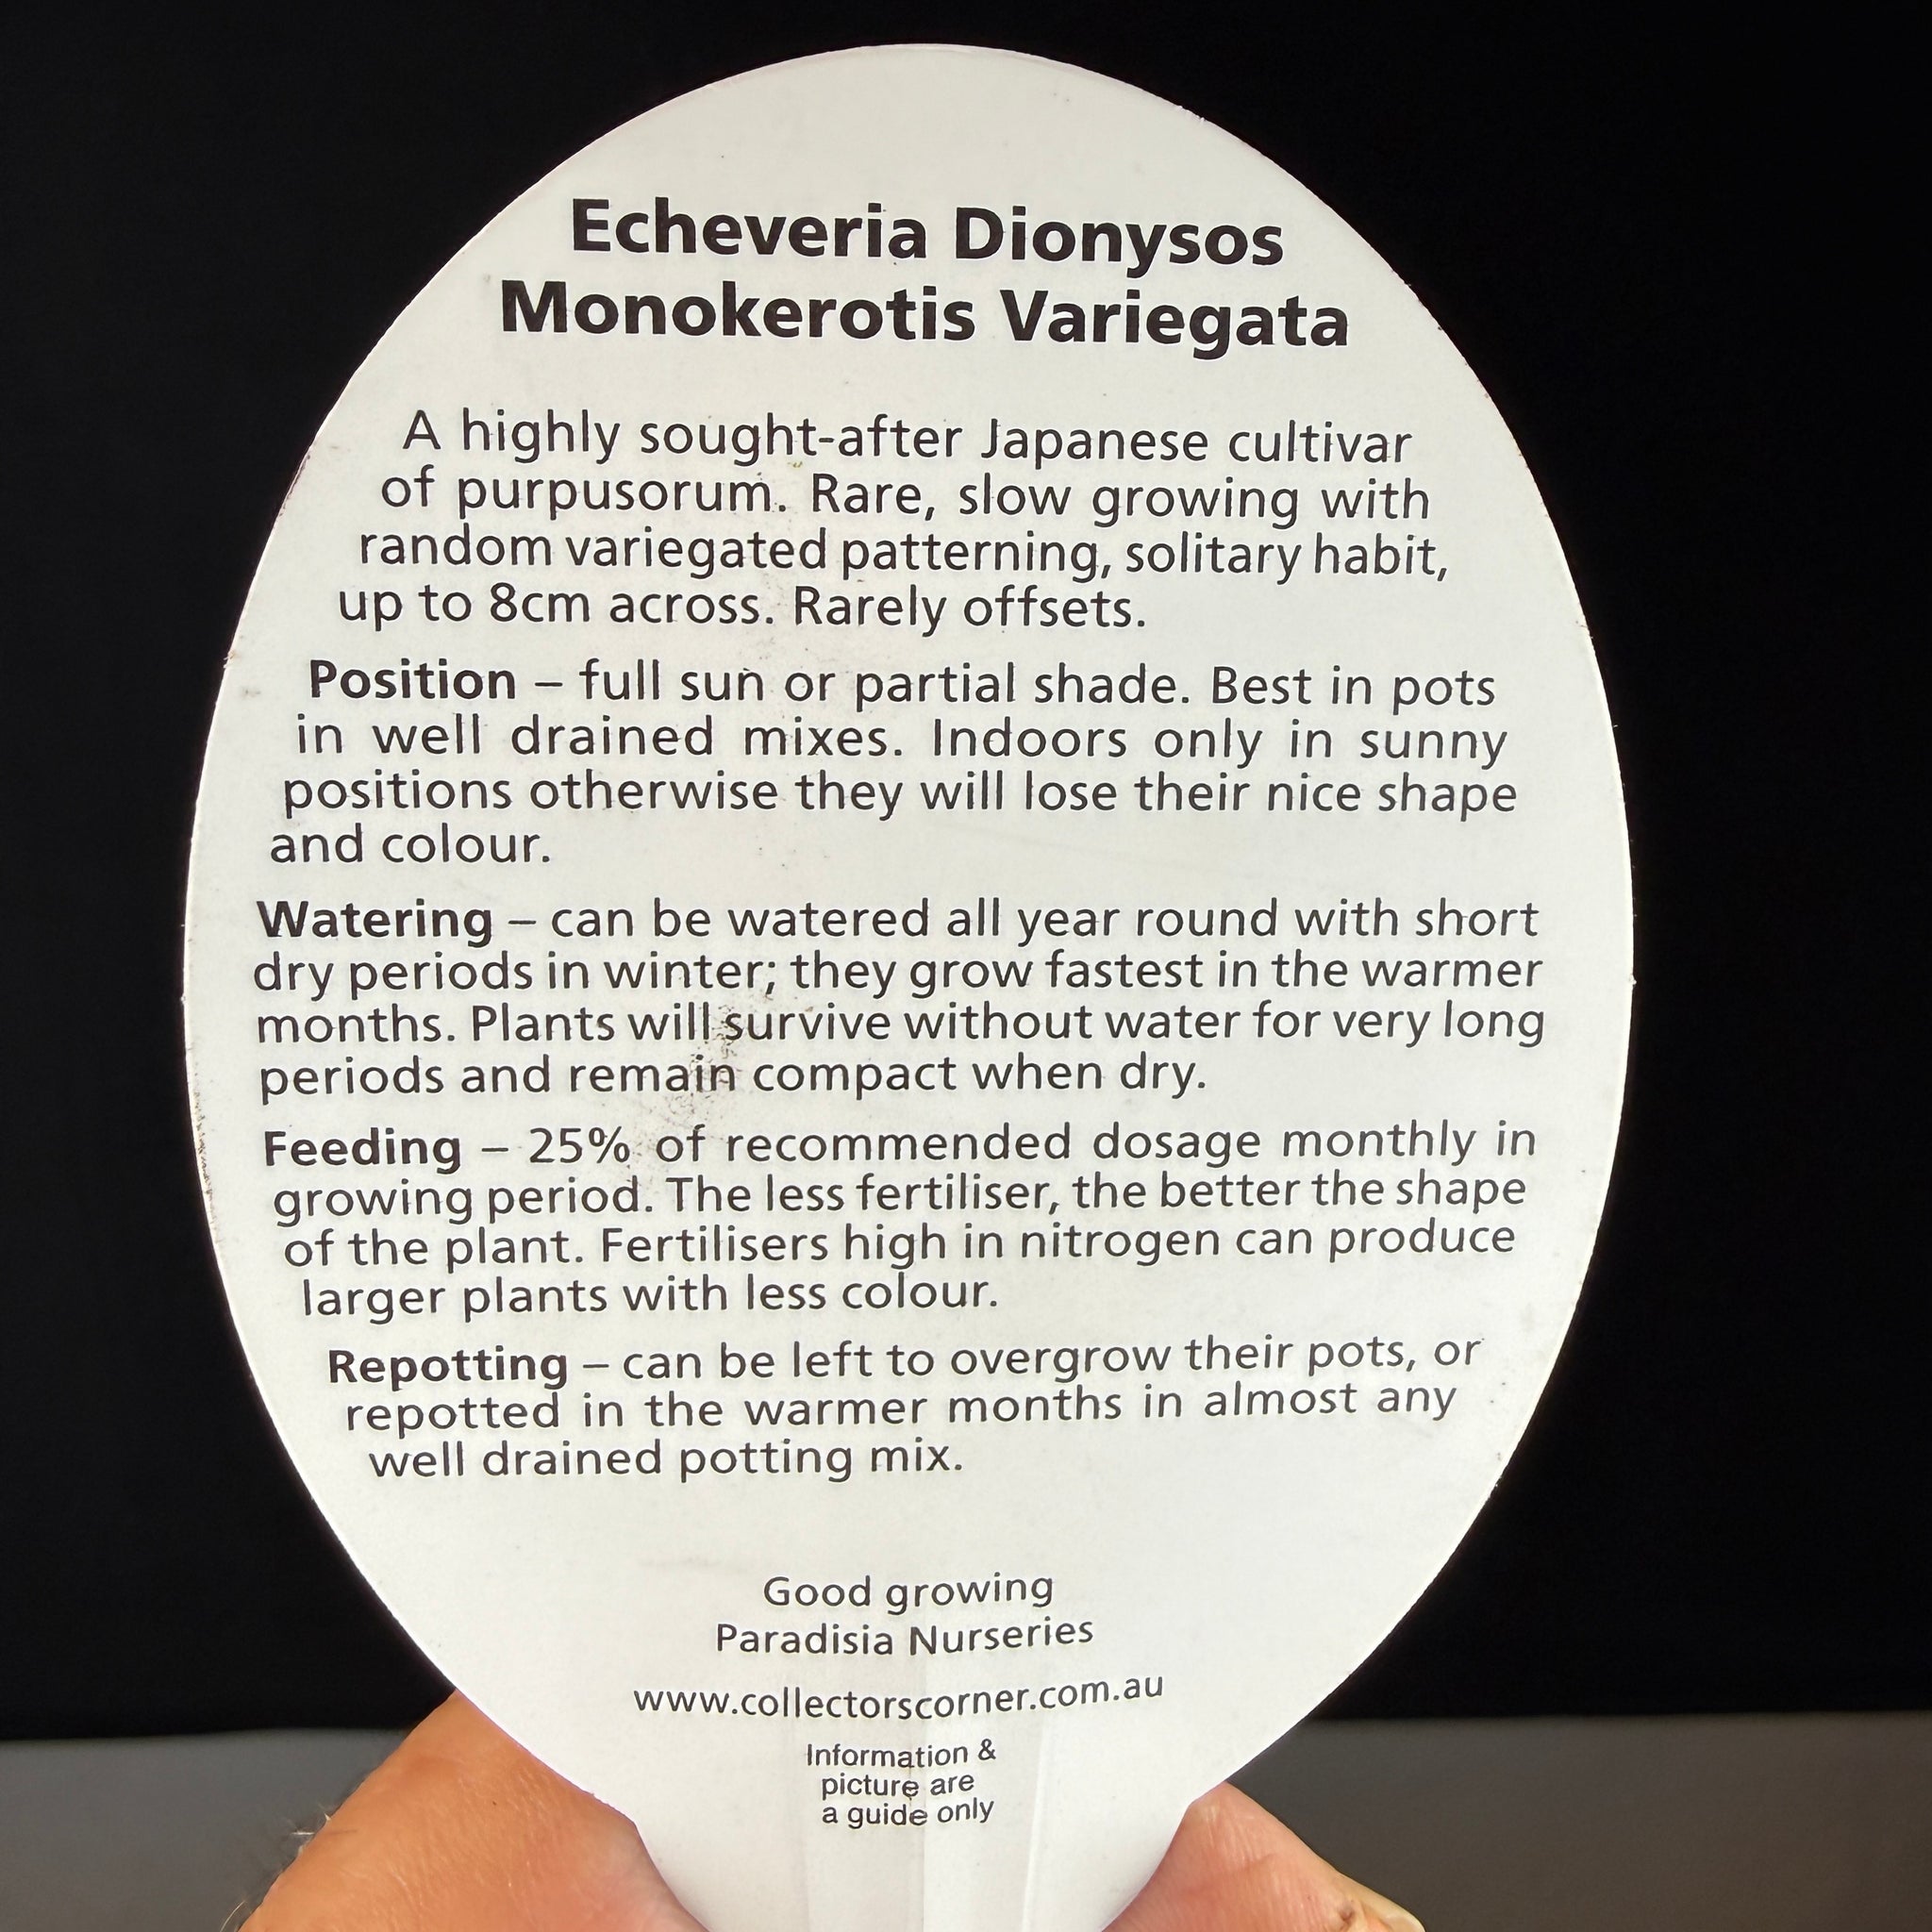 Echeveria Dionysos
Monokerotis Variegata
A highly sought-after Japanese cultivar
of purpusorum. Rare, slow growing with
random variegated patterning, solitary habit,
up to 8cm across. Rarely offsets.
Position – full sun or partial shade. Best in pots
in well drained mixes. Indoors only in sunny
positions otherwise they will lose their nice shape
and colour.
Watering – can be watered all year round with short
dry periods in winter; they grow fastest in the warmer
months. Plants will survive without water for very long
periods and remain compact when dry.
Feeding – 25% of recommended dosage monthly in
growing period. The less fertiliser, the better the shape
of the plant. Fertilisers high in nitrogen can produce
larger plants with less colour.
Repotting – can be left to overgrow their pots, or
repotted in the warmer months in almost any
well drained potting mix.
Good growing
Paradisia Nurseries
www.collectorscorner.com.au
Information &
picture are
a guide only